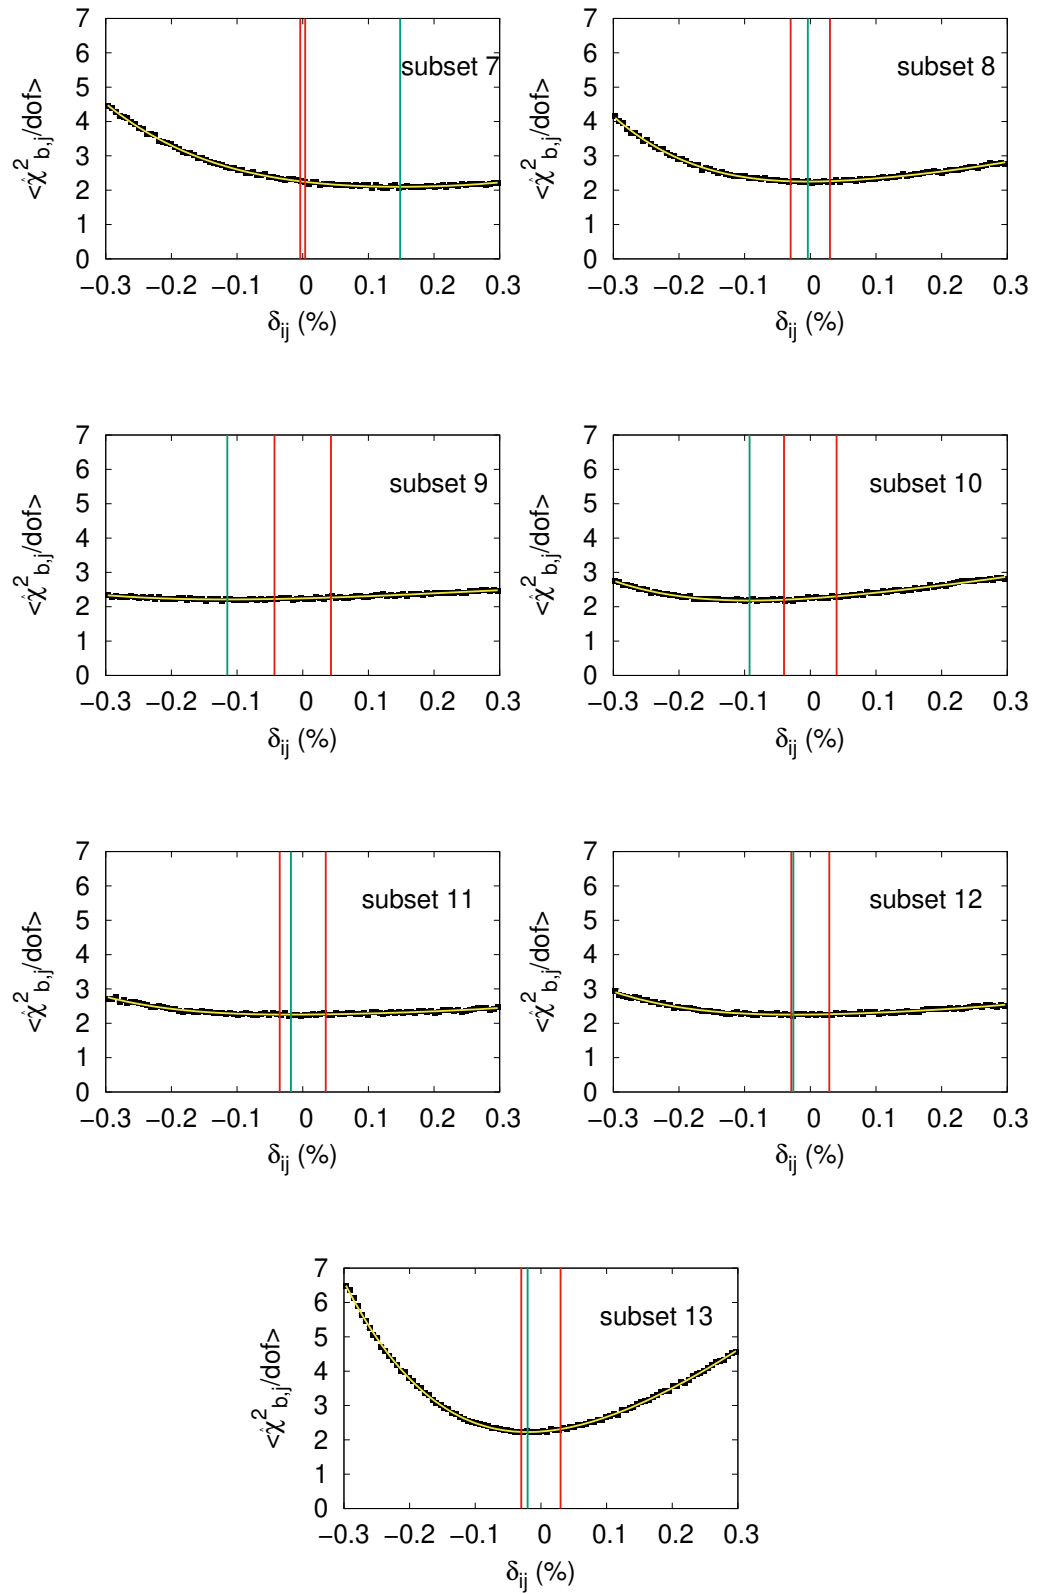 7
6
5
4
3
2
1
0
<χ̂²b,j/dof>
subset 7
−0.3 −0.2 −0.1 0 0.1 0.2 0.3
δij (%)
7
6
5
4
3
2
1
0
<χ̂²b,j/dof>
subset 8
−0.3 −0.2 −0.1 0 0.1 0.2 0.3
δij (%)
7
6
5
4
3
2
1
0
<χ̂²b,j/dof>
subset 9
−0.3 −0.2 −0.1 0 0.1 0.2 0.3
δij (%)
7
6
5
4
3
2
1
0
<χ̂²b,j/dof>
subset 10
−0.3 −0.2 −0.1 0 0.1 0.2 0.3
δij (%)
7
6
5
4
3
2
1
0
<χ̂²b,j/dof>
subset 11
−0.3 −0.2 −0.1 0 0.1 0.2 0.3
δij (%)
7
6
5
4
3
2
1
0
<χ̂²b,j/dof>
subset 12
−0.3 −0.2 −0.1 0 0.1 0.2 0.3
δij (%)
7
6
5
4
3
2
1
0
<χ̂²b,j/dof>
subset 13
−0.3 −0.2 −0.1 0 0.1 0.2 0.3
δij (%)